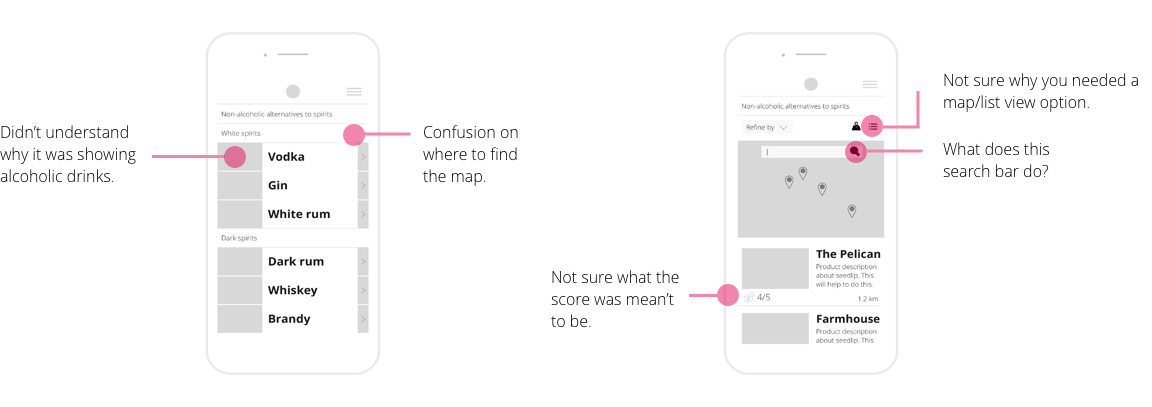 Didn't understand
why it was showing
alcoholic drinks.
Non-alcoholic alternatives to spirits
White spirits
Vodka
Gin
White rum
Dark spirits
Dark rum
Whiskey
Brandy
Confusion on
where to find
the map.
Not sure what the
score was mean't
to be.
Non-alcoholic alternatives to spirits
Refine by
The Pelican
Product description
about seedlip. This
will help to do this.
4/5
1.2 km
Farmhouse
Product description
about seedlip. This
Not sure why you needed a
map/list view option.
What does this
search bar do?